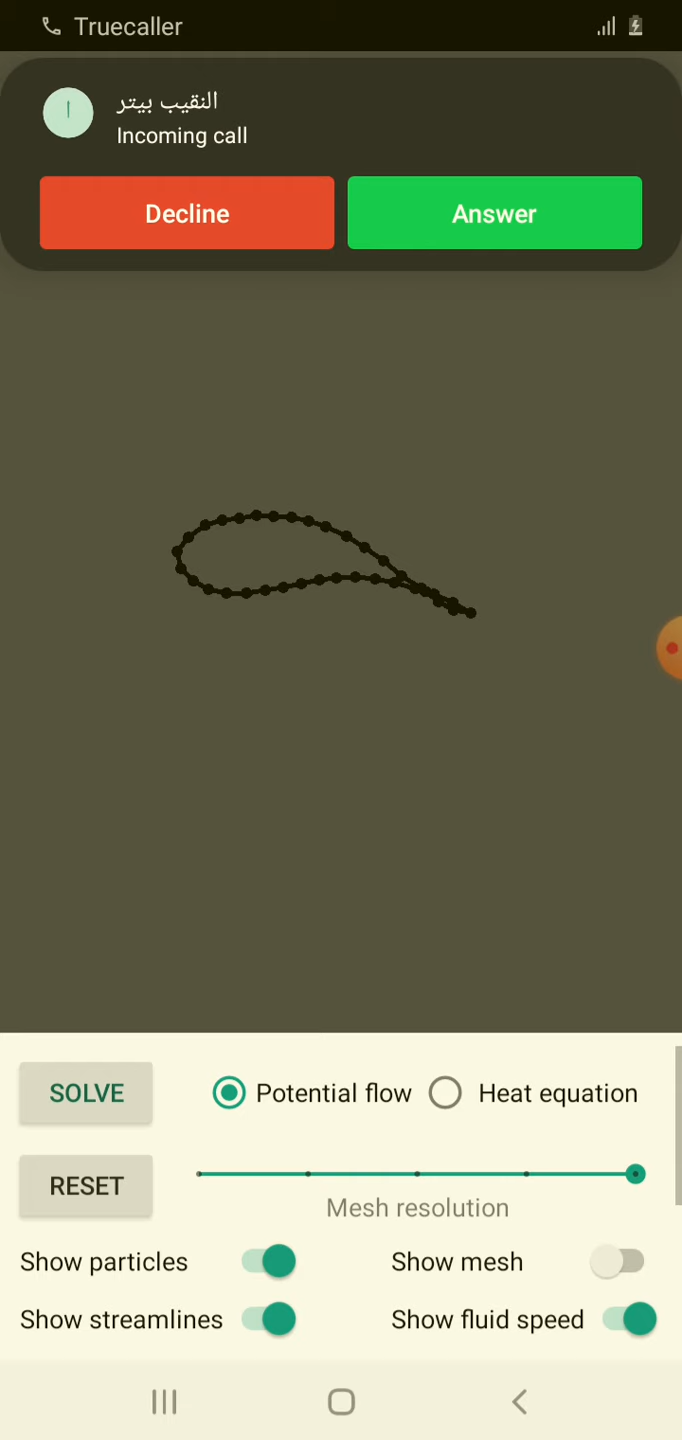 Truecaller
ا
النقيب بيتر
Incoming call
Decline
Answer
SOLVE
Potential flow
Heat equation
RESET
Mesh resolution
Show particles
Show mesh
Show streamlines
Show fluid speed